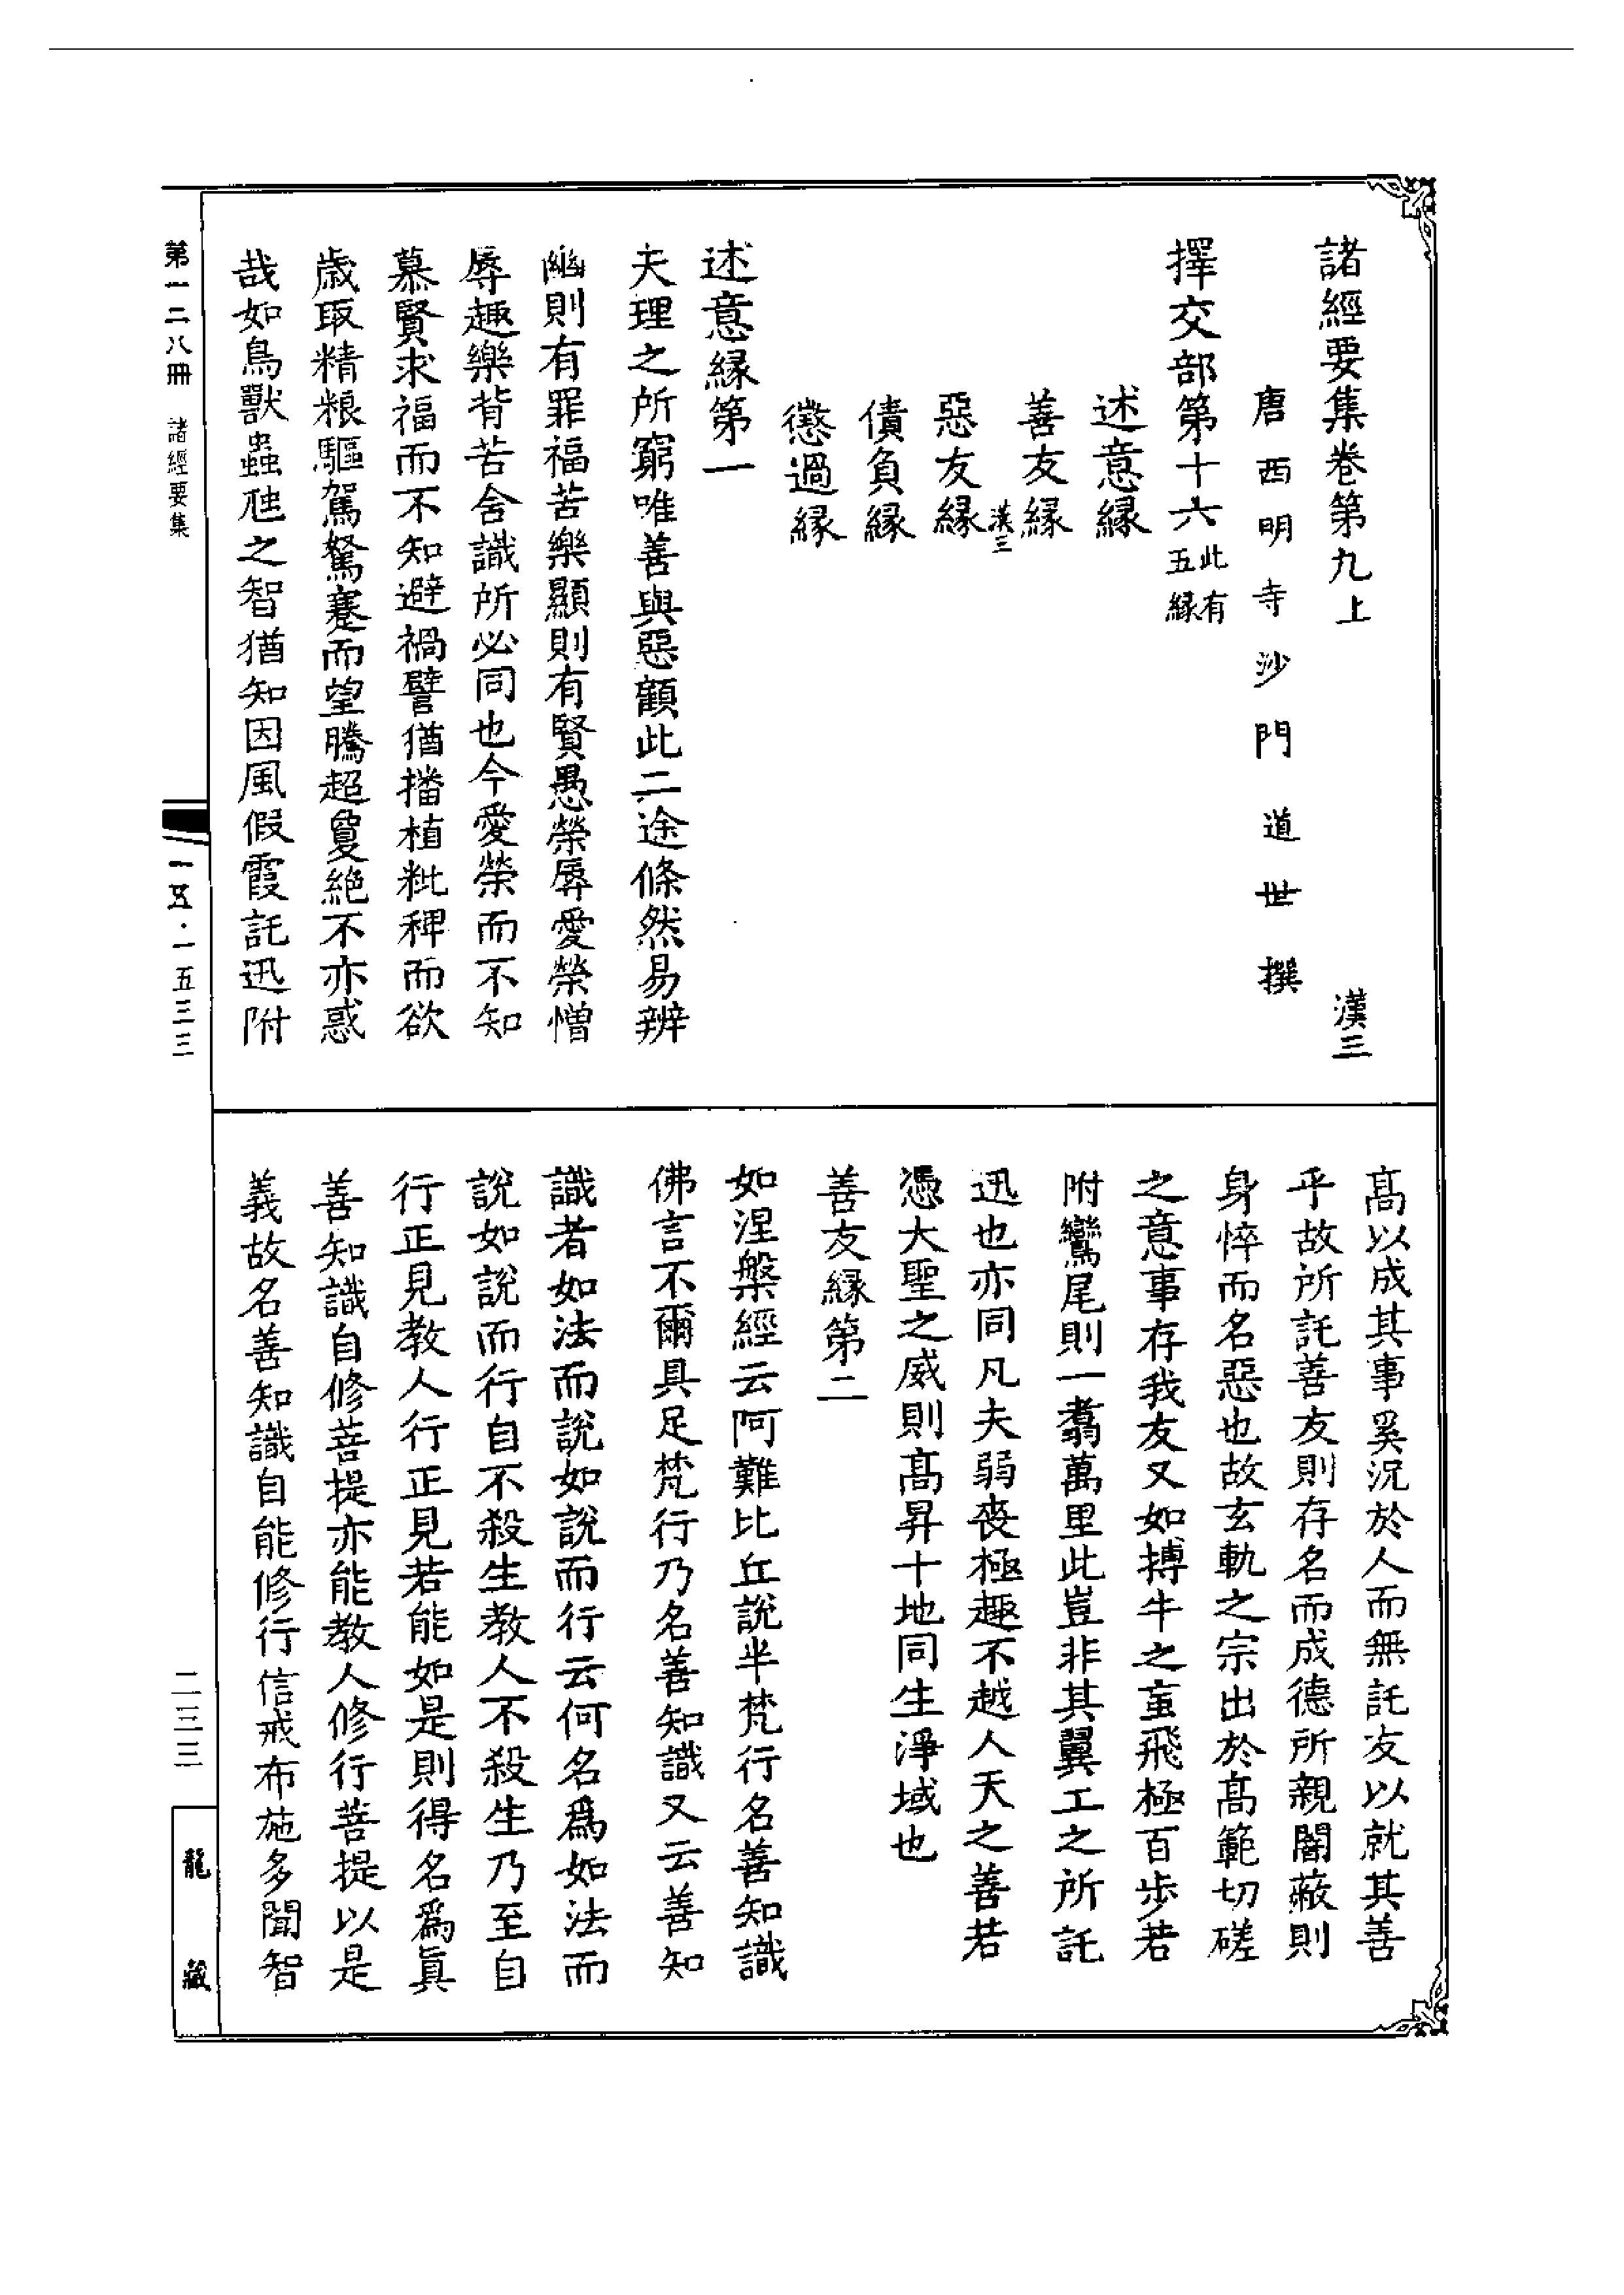 諸經要集卷第九上　漢三
唐西明寺沙門道世撰
擇交部第十六此有五緣
述意緣
善友緣
漢三
惡友緣
債負緣
懲過緣
述意緣第一
夫理之所窮唯善與惡顧此二途條然易辨
幽則有罪福苦樂顯則有賢愚榮辱愛榮憎
辱趣樂背苦含識所必同也今愛榮而不知
慕賢求福而不知避禍譬猶播植粃稗而欲
歲取精粮驅駕駑蹇而望騰超敻絕不亦惑
哉如鳥獸蟲虺之智猶知因風假霞託迅附
高以成其事奚況於人而無託友以就其善
乎故所託善友則存名而成德所親闇蔽則
身悴而名惡也故玄軌之宗出於高範切磋
之意事存我友又如搏牛之䖟飛極百步若
附鸞尾則一翥萬里此豈非其翼工之所託
迅也亦同凡夫弱喪極趣不越人天之善若
憑大聖之威則高昇十地同生淨域也
善友緣第二
如涅槃經云阿難比丘說半梵行名善知識
佛言不爾具足梵行乃名善知識又云善知
識者如法而說如說而行云何名爲如法而
說如說而行自不殺生教人不殺生乃至自
行正見教人行正見若能如是則得名爲眞
善知識自修菩提亦能教人修行菩提以是
義故名善知識自能修行信戒布施多聞智
第一二八冊　諸經要集
一五·一五三三
二三三
龍藏